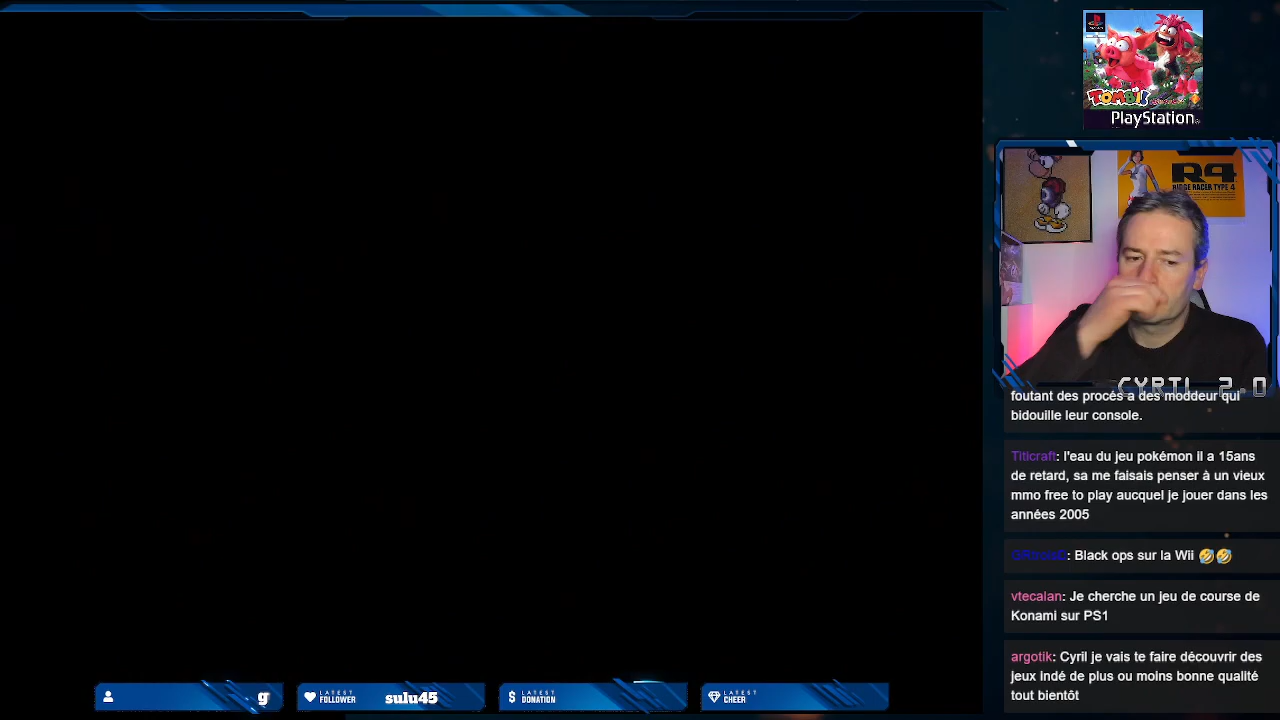 TOMBI!
PlayStation
R4
RIDGE RACER TYPE 4
CYRIL 2.0
foutant des procès a des moddeur qui
bidouille leur console.
Titicraft: l'eau du jeu pokémon il a 15ans
de retard, sa me faisais penser à un vieux
mmo free to play aucquel je jouer dans les
années 2005
: Black ops sur la Wii 🤣🤣
vtecalan: Je cherche un jeu de course de
Konami sur PS1
argotik: Cyril je vais te faire découvrir des
jeux indé de plus ou moins bonne qualité
tout bientôt
g
LATEST
FOLLOWER
sulu45
LATEST
DONATION
LATEST
CHEER